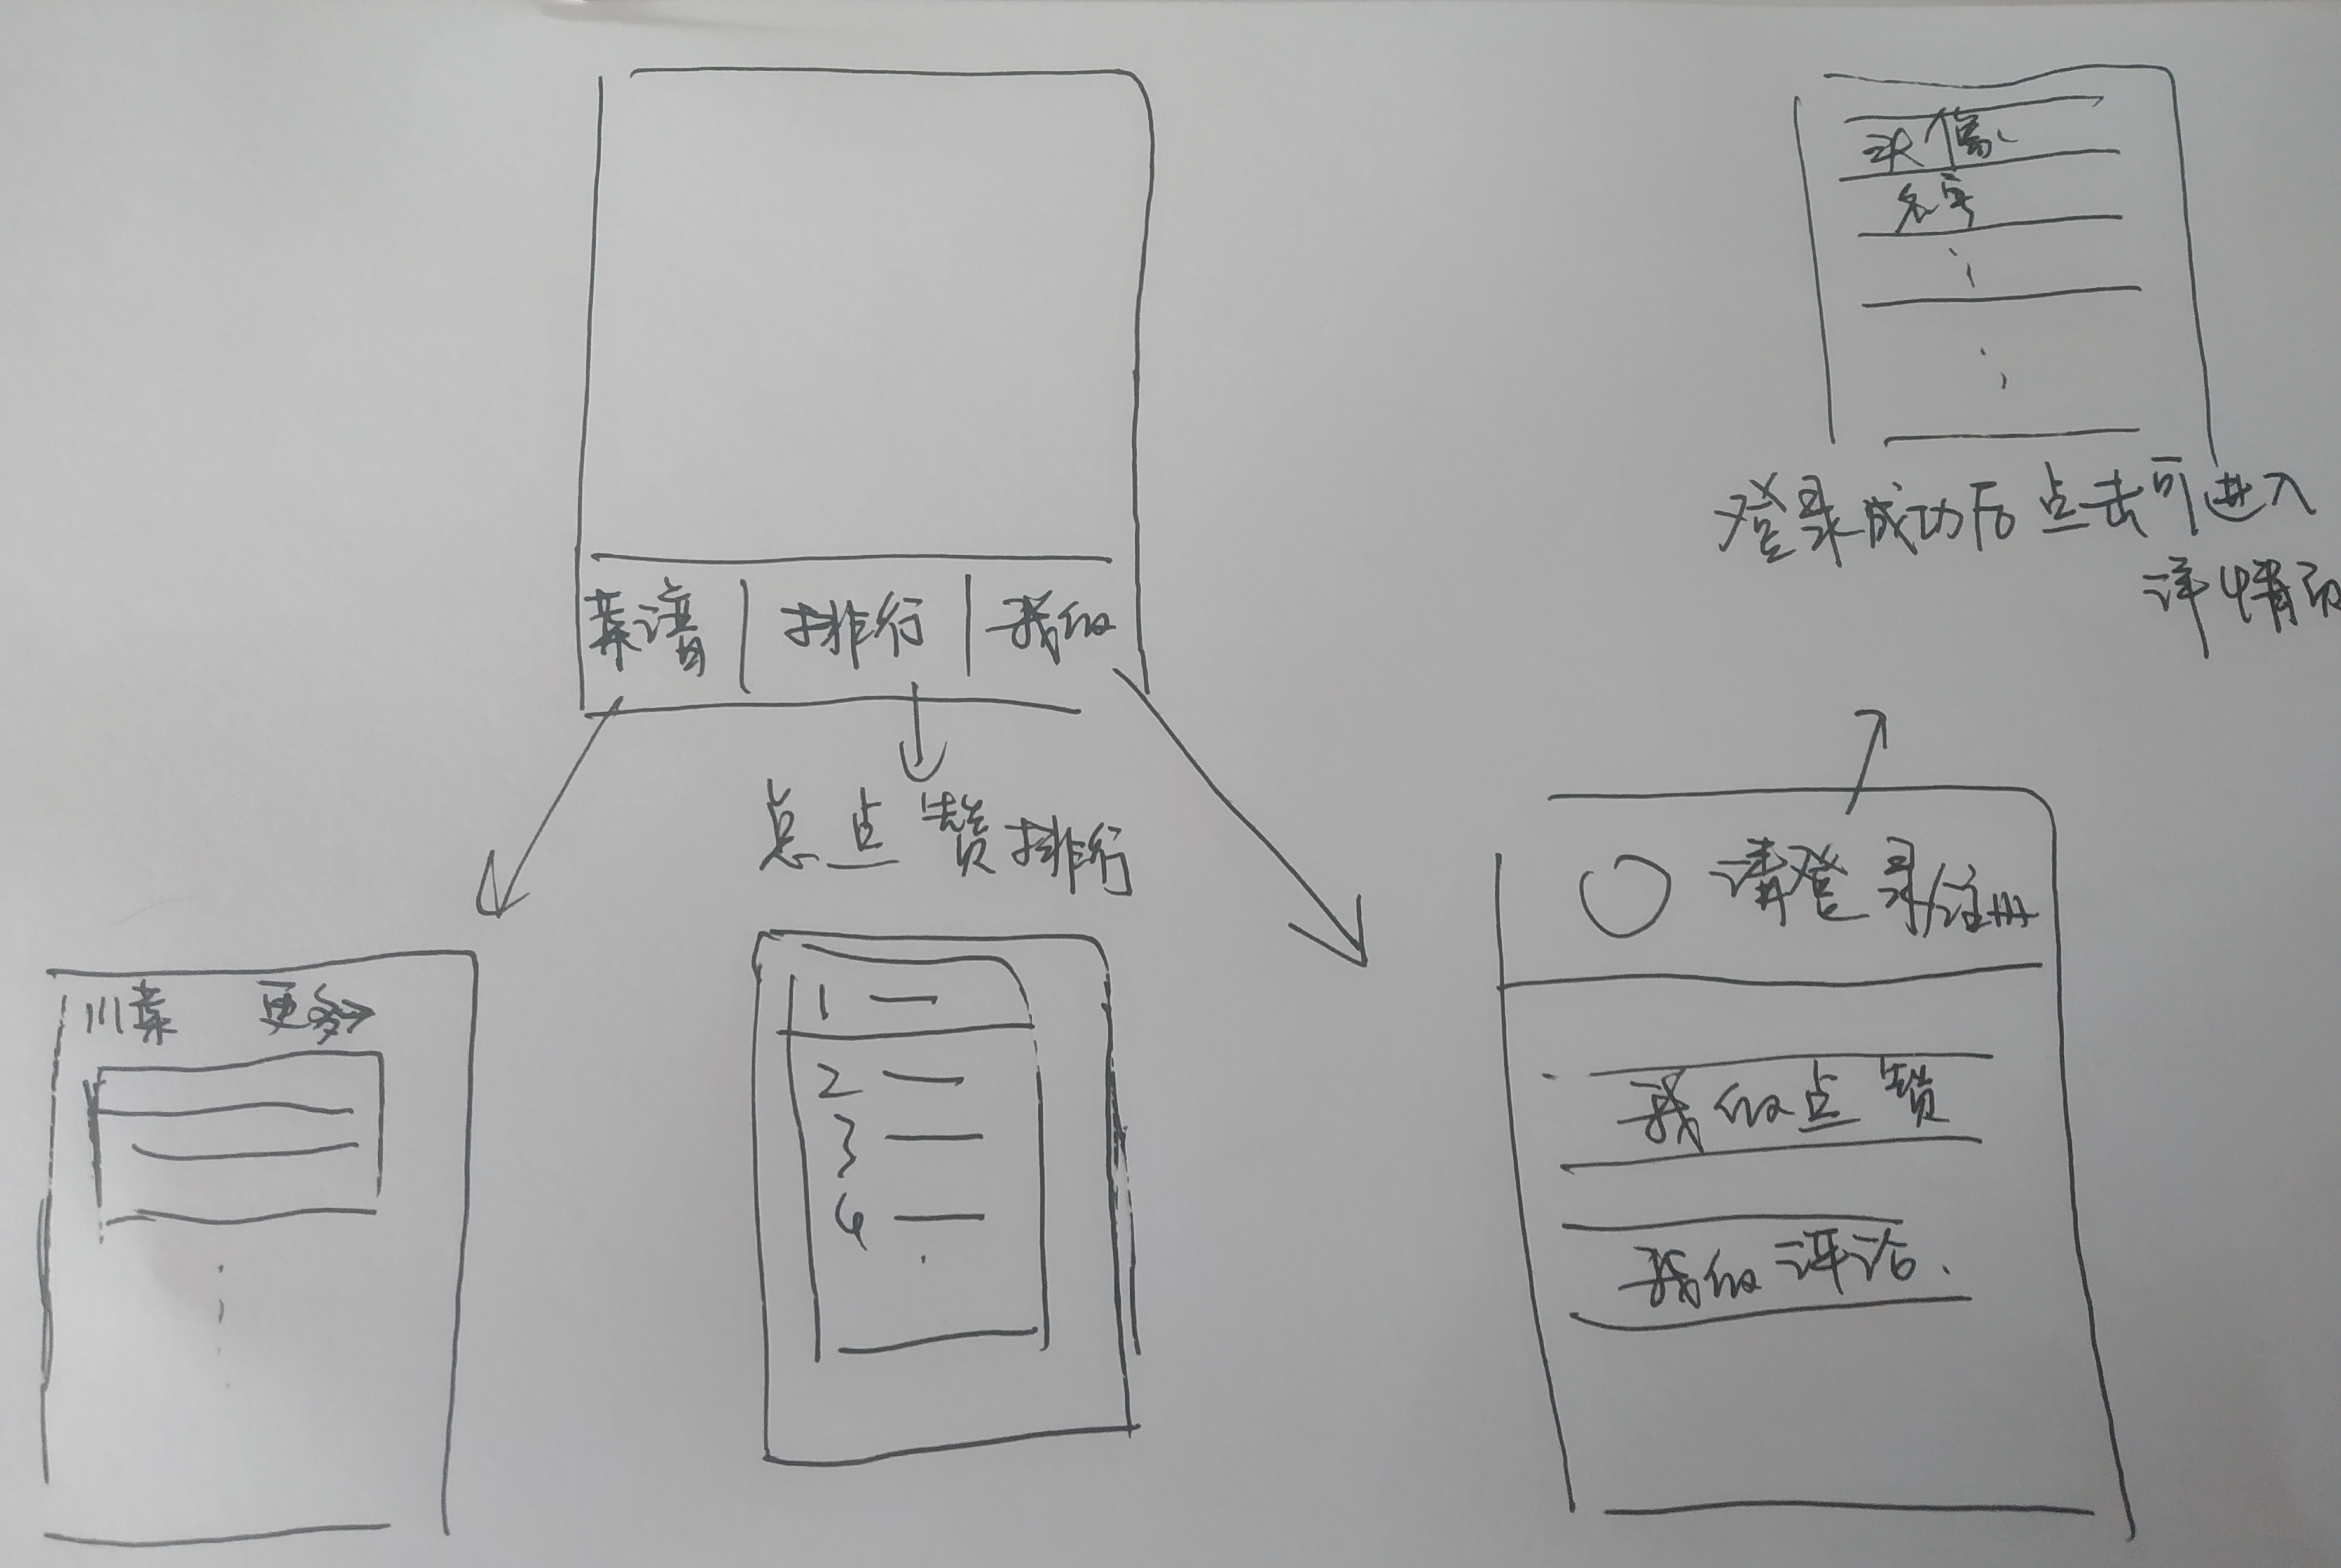 头像
名字
登录成功后点击可进入
详情页
菜谱 排行 我的
总点赞排行
请登录/注册
川菜 更多→
1
2
3
4
我的点赞
我的评论